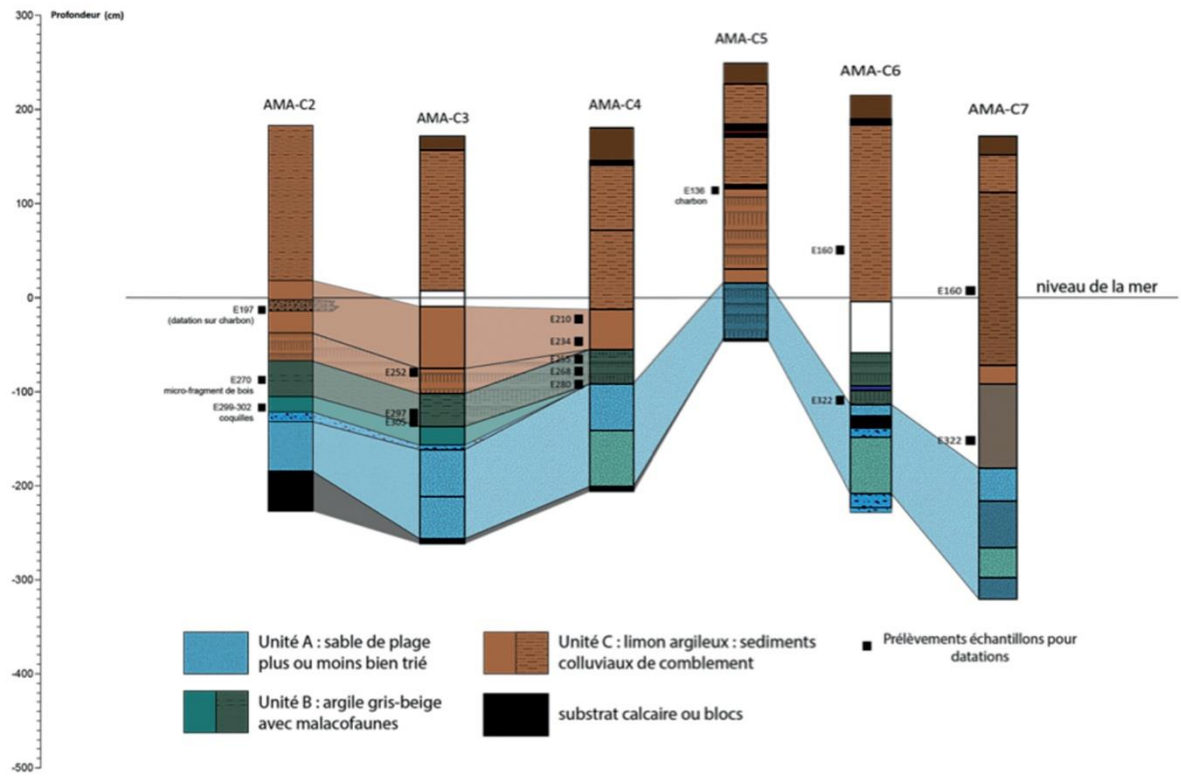 300
Profondeur (cm)
200
100
0
-100
-200
-300
-400
-500
AMA-C2
AMA-C3
AMA-C4
AMA-C5
AMA-C6
AMA-C7
E197
(datation sur charbon)
E270
micro-fragment de bois
E299-302
coquilles
E252
E297
E305
E210
E234
E255
E268
E280
E136
charbon
E160
E322
E160
E322
niveau de la mer
Unité A : sable de plage
plus ou moins bien trié
Unité B : argile gris-beige
avec malacofaunes
Unité C : limon argileux : sediments
colluviaux de comblement
substrat calcaire ou blocs
Prélèvements échantillons pour
datations